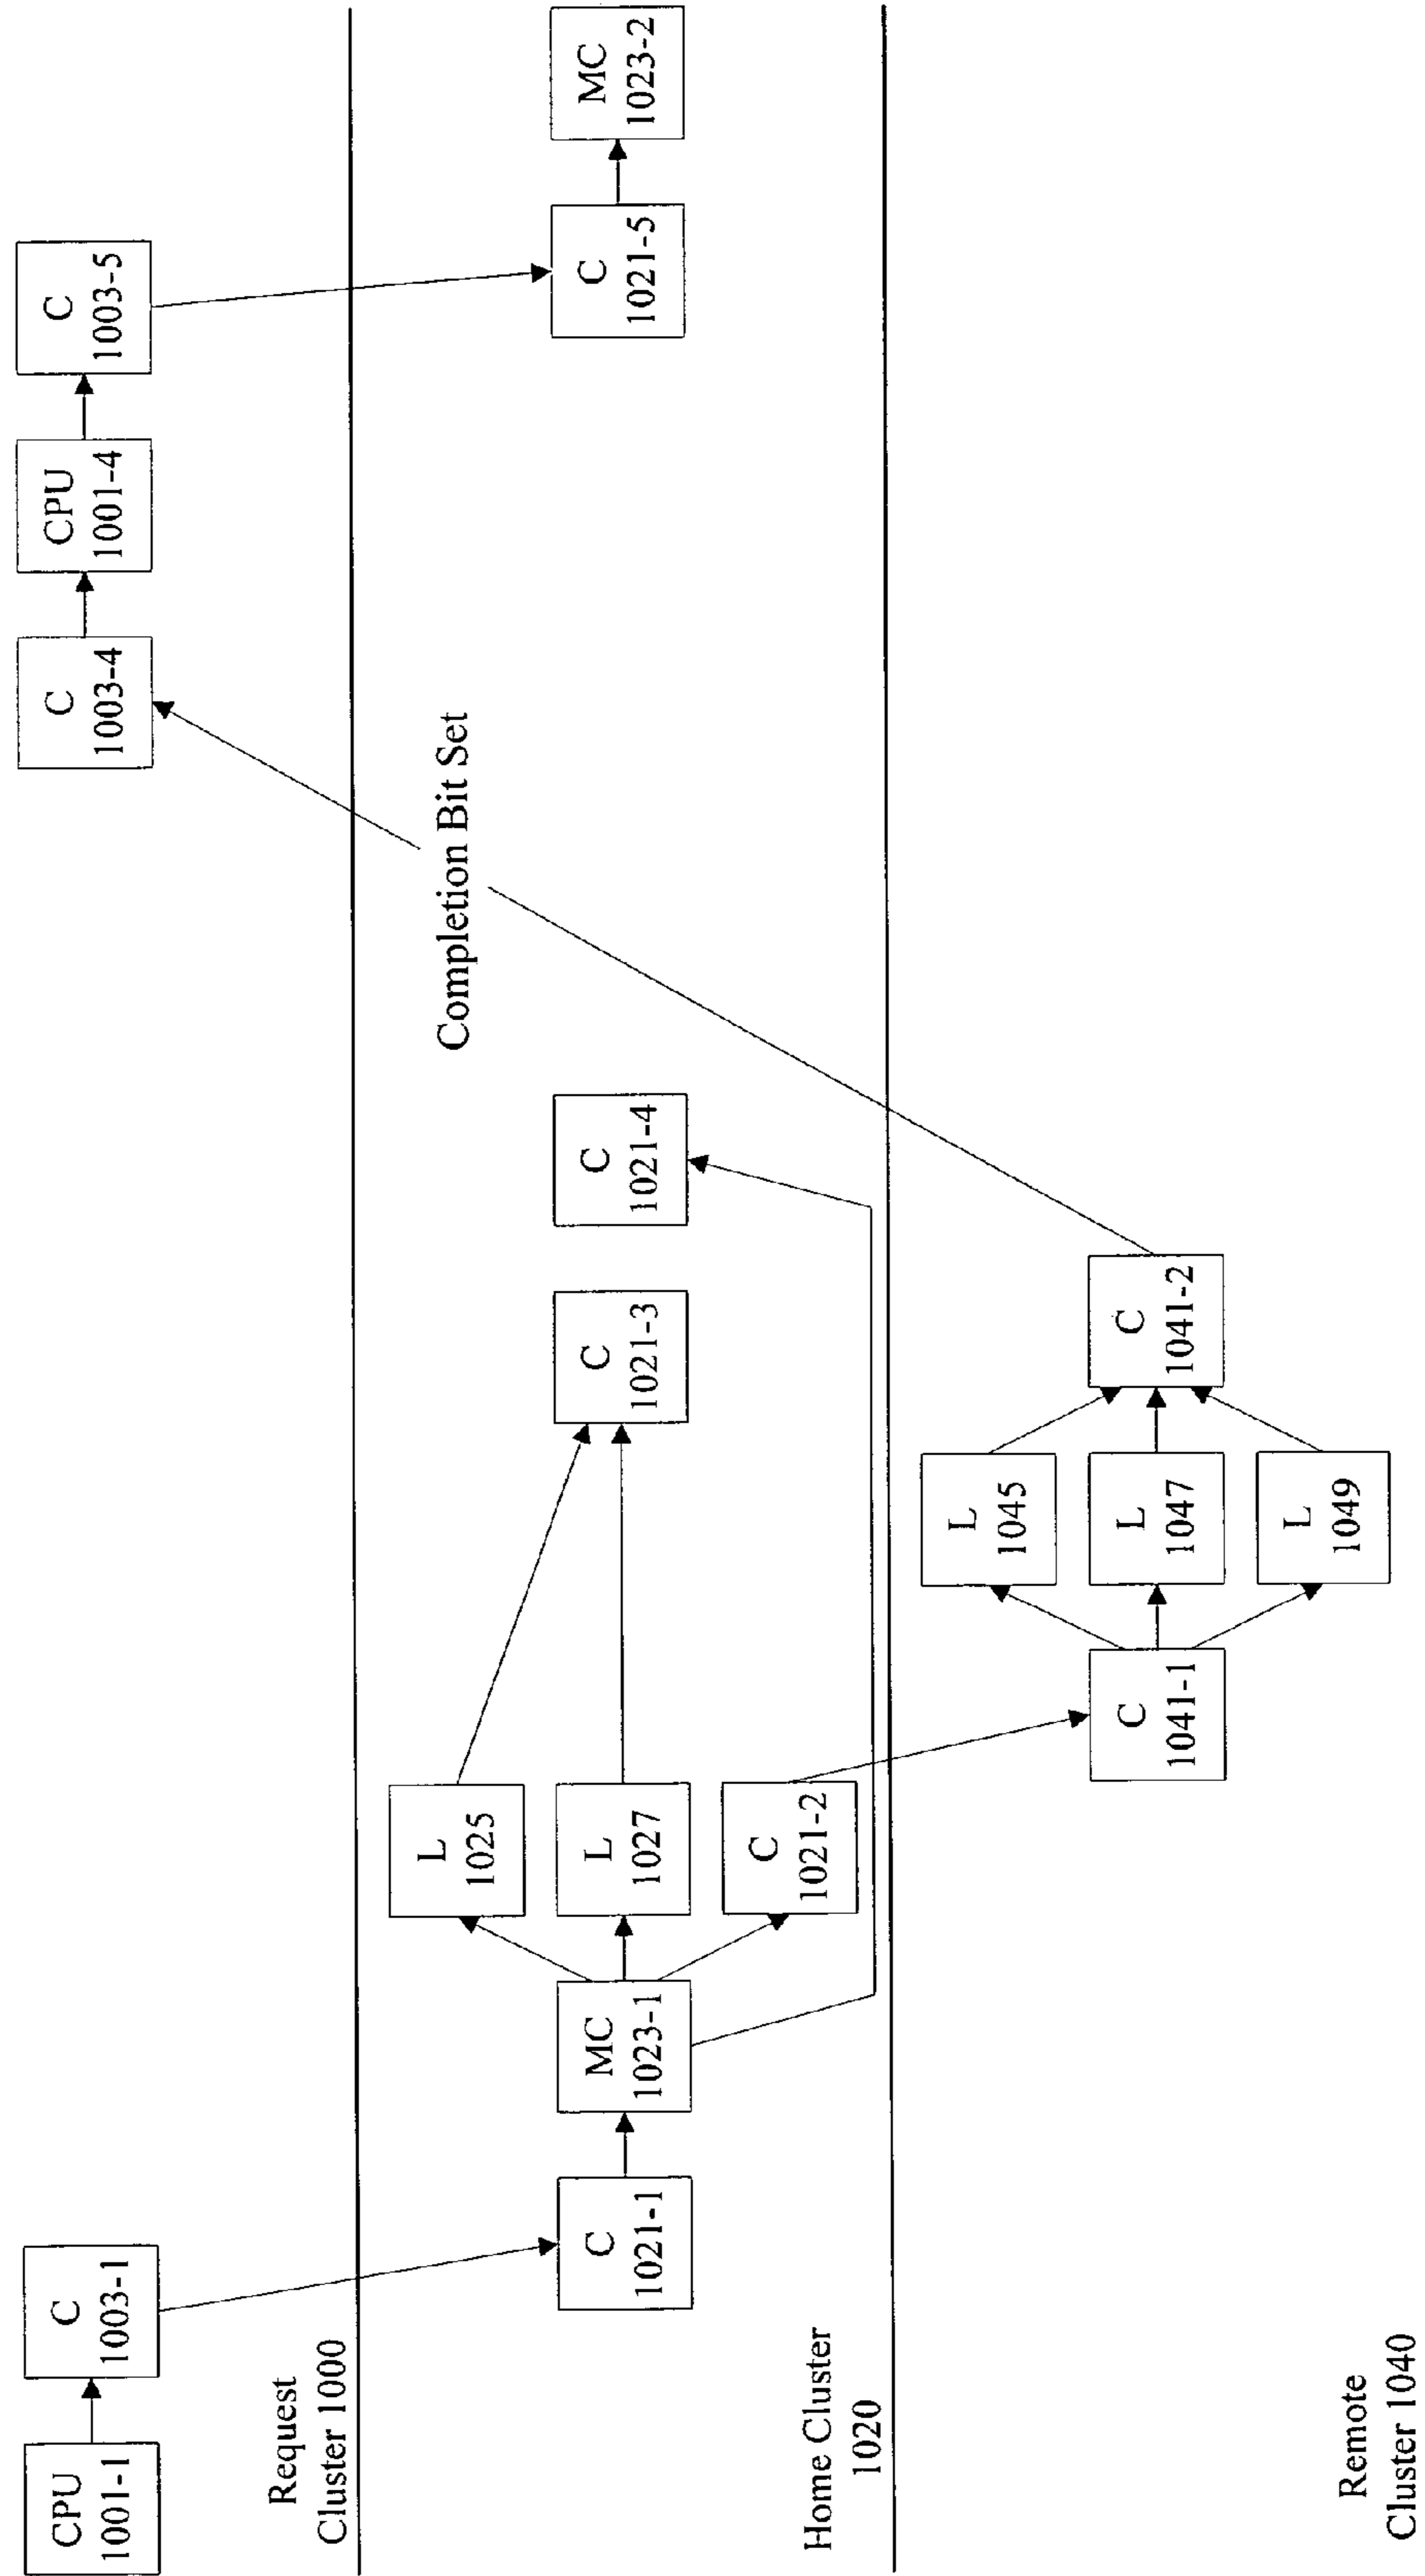 CPU
1001-1
C
1003-1
C
1003-4
CPU
1001-4
C
1003-5
Request
Cluster 1000
C
1021-1
MC
1023-1
L
1025
L
1027
C
1021-2
C
1021-3
C
1021-4
Completion Bit Set
C
1021-5
MC
1023-2
Home Cluster
1020
C
1041-1
L
1045
L
1047
L
1049
C
1041-2
Remote
Cluster 1040